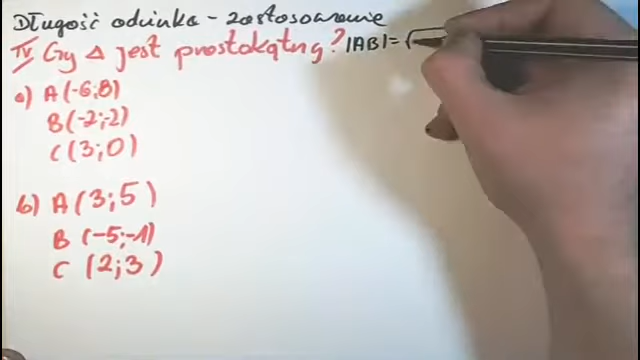 Długość odcinka - zastosowanie
IV Czy △ jest prostokątny? |AB|=√
a) A(-6;8)
B(-2;-2)
C(3;0)
b) A(3;5)
B(-5;-1)
C(2;3)